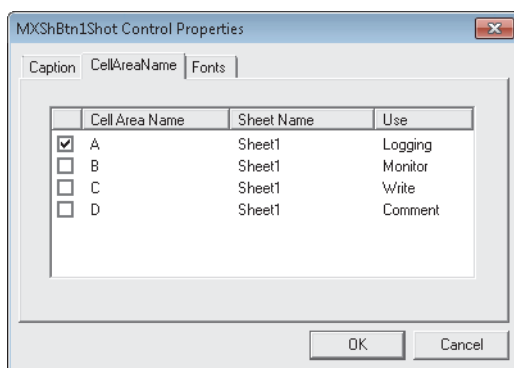 MXShBtn1Shot Control Properties
Caption CellAreaName Fonts
Cell Area Name Sheet Name Use
A Sheet1 Logging
B Sheet1 Monitor
C Sheet1 Write
D Sheet1 Comment
OK Cancel